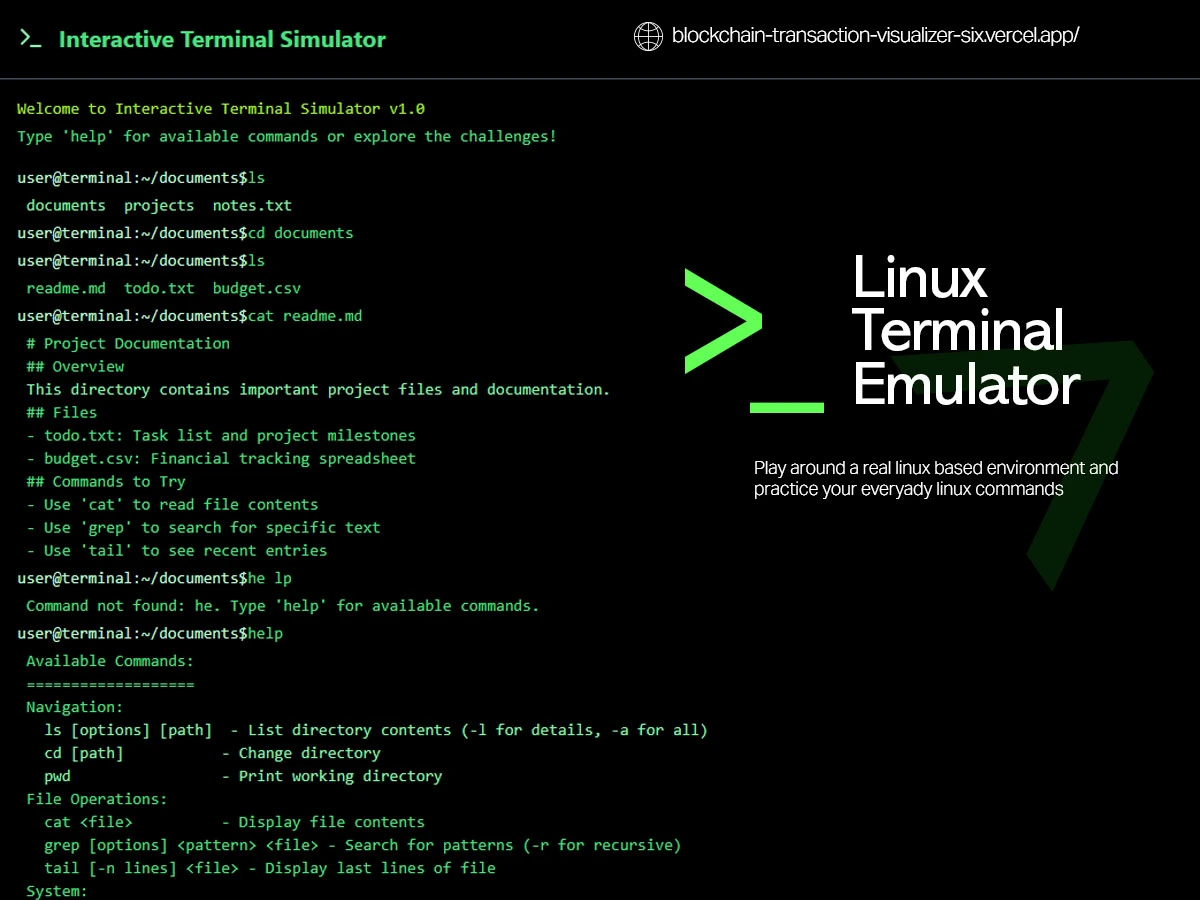 >_ Interactive Terminal Simulator
blockchain-transaction-visualizer-six.vercel.app/
Welcome to Interactive Terminal Simulator v1.0
Type 'help' for available commands or explore the challenges!
user@terminal:~/documents$ls
documents projects notes.txt
user@terminal:~/documents$cd documents
user@terminal:~/documents$ls
readme.md todo.txt budget.csv
user@terminal:~/documents$cat readme.md
# Project Documentation
## Overview
This directory contains important project files and documentation.
## Files
- todo.txt: Task list and project milestones
- budget.csv: Financial tracking spreadsheet
## Commands to Try
- Use 'cat' to read file contents
- Use 'grep' to search for specific text
- Use 'tail' to see recent entries
user@terminal:~/documents$he lp
Command not found: he. Type 'help' for available commands.
user@terminal:~/documents$help
Available Commands:
===================
Navigation:
ls [options] [path] - List directory contents (-l for details, -a for all)
cd [path] - Change directory
pwd - Print working directory
File Operations:
cat <file> - Display file contents
grep [options] <pattern> <file> - Search for patterns (-r for recursive)
tail [-n lines] <file> - Display last lines of file
System:
>_
Linux
Terminal
Emulator
Play around a real linux based environment and
practice your everyady linux commands